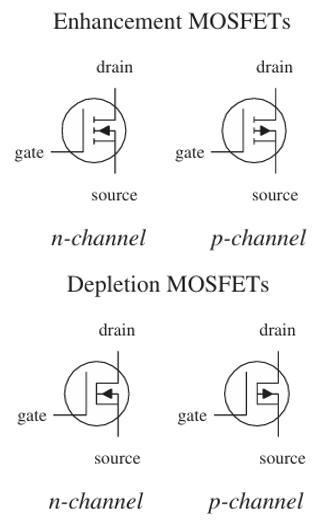 Enhancement MOSFETs
drain drain
gate gate
source source
n-channel p-channel
Depletion MOSFETs
drain drain
gate gate
source source
n-channel p-channel